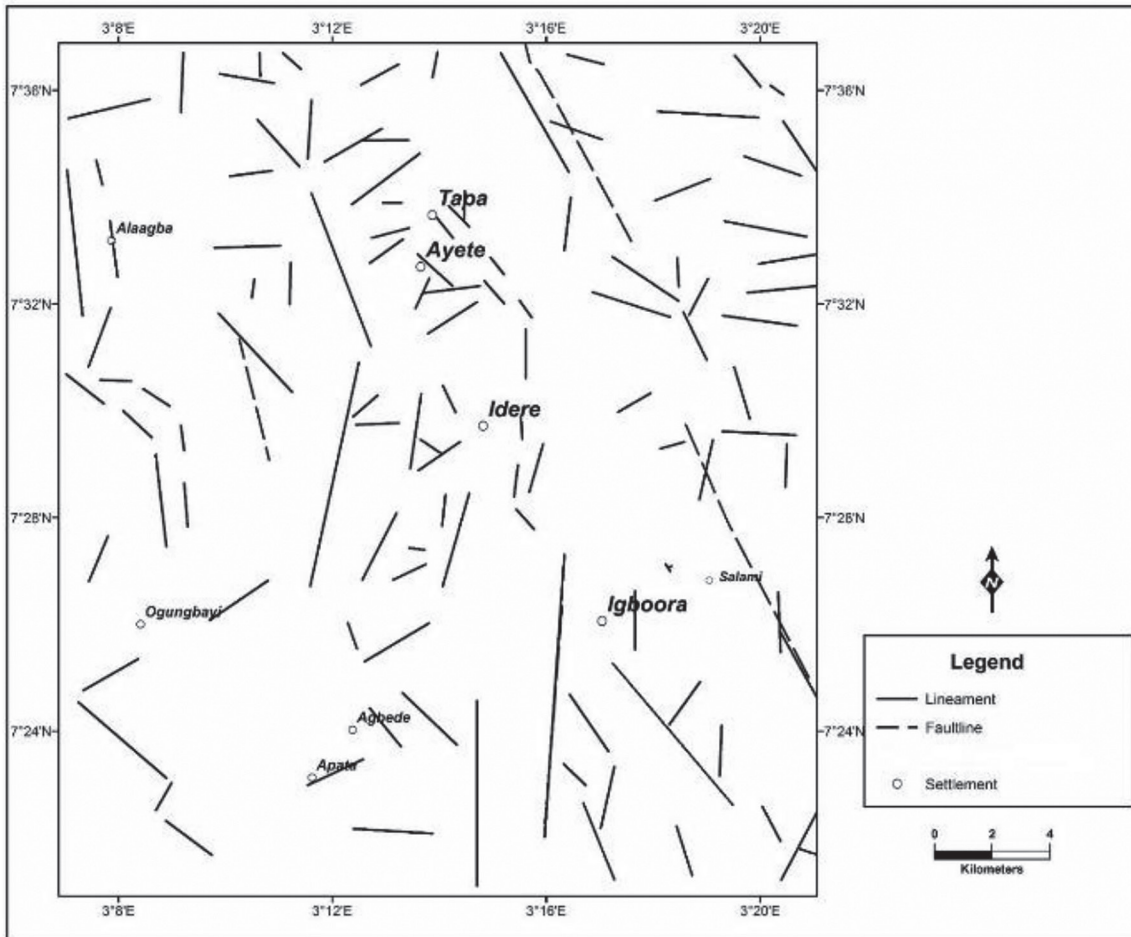 3°8'E 3°12'E 3°16'E 3°20'E
7°36'N 7°36'N
Tapa
Alaagba
Ayete
7°32'N 7°32'N
Idere
7°28'N 7°28'N
Salami
Igboora
Ogungbayi
N
Legend
Lineament
Faultline
Settlement
7°24'N 7°24'N
Agbede
Apata
0 2 4
Kilometers
3°8'E 3°12'E 3°16'E 3°20'E